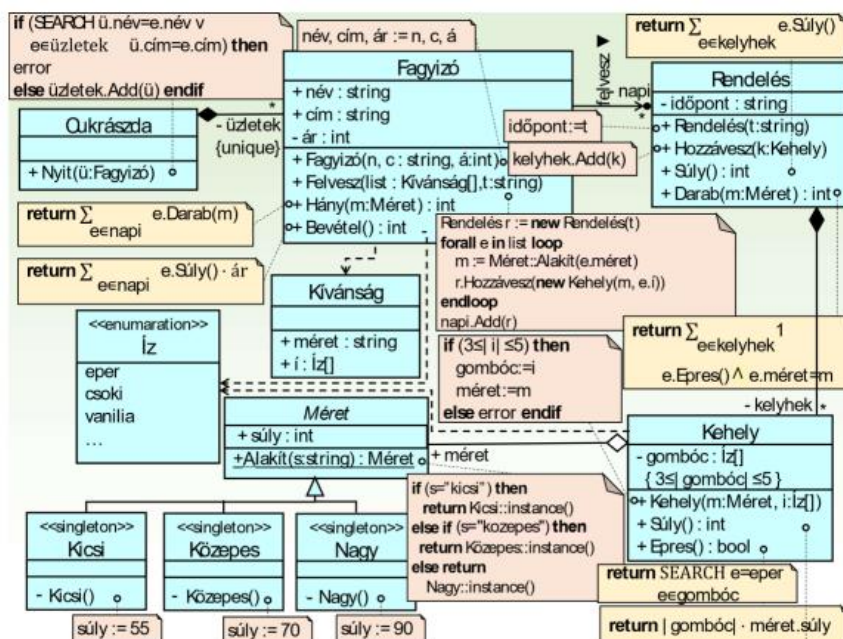 if (SEARCH ü.név=e.név v
e∈üzletek ü.cím=e.cím) then
error
else üzletek.Add(ü) endif
név, cím, ár := n, c, á
felvesz ▼
return ∑ e.Súly()
e∈kelyhek
Cukrászda
+ Nyit(ü:Fagyizó)
*
- üzletek
{unique}
Fagyizó
+ név : string
+ cím : string
- ár : int
+ Fagyizó(n, c : string, á:int)
+ Felvesz(list : Kívánság[],t:string)
+ Hány(m:Méret) : int
+ Bevétel() : int
napi
*
időpont:=t
kelyhek.Add(k)
Rendelés
- időpont : string
+ Rendelés(t:string)
+ Hozzávesz(k:Kehely)
+ Súly() : int
+ Darab(m:Méret) : int
return ∑ e.Darab(m)
e∈napi
return ∑ e.Súly() · ár
e∈napi
Rendelés r := new Rendelés(t)
forall e in list loop
m := Méret::Alakít(e.méret)
r.Hozzávesz(new Kehely(m, e.í))
endloop
napi.Add(r)
Kívánság
+ méret : string
+ í : Íz[]
<<enumaration>>
Íz
eper
csoki
vanilia
...
if (3≤| i| ≤5) then
gombóc:=i
méret:=m
else error endif
return ∑ 1
e∈kelyhek
e.Epres() ^ e.méret=m
- kelyhek *
Méret
+ súly : int
+Alakít(s:string) : Méret
+ méret
Kehely
- gombóc : Íz[]
{ 3≤| gombóc| ≤5 }
+ Kehely(m:Méret, i:Íz[])
+ Súly() : int
+ Epres() : bool
if (s="kicsi") then
return Kicsi::instance()
else if (s="kozepes") then
return Közepes::instance()
else return
Nagy::instance()
<<singleton>>
Kicsi
- Kicsi()
<<singleton>>
Közepes
- Közepes()
<<singleton>>
Nagy
- Nagy()
súly := 55
súly := 70
súly := 90
return SEARCH e=eper
e∈gombóc
return | gombóc| · méret.súly